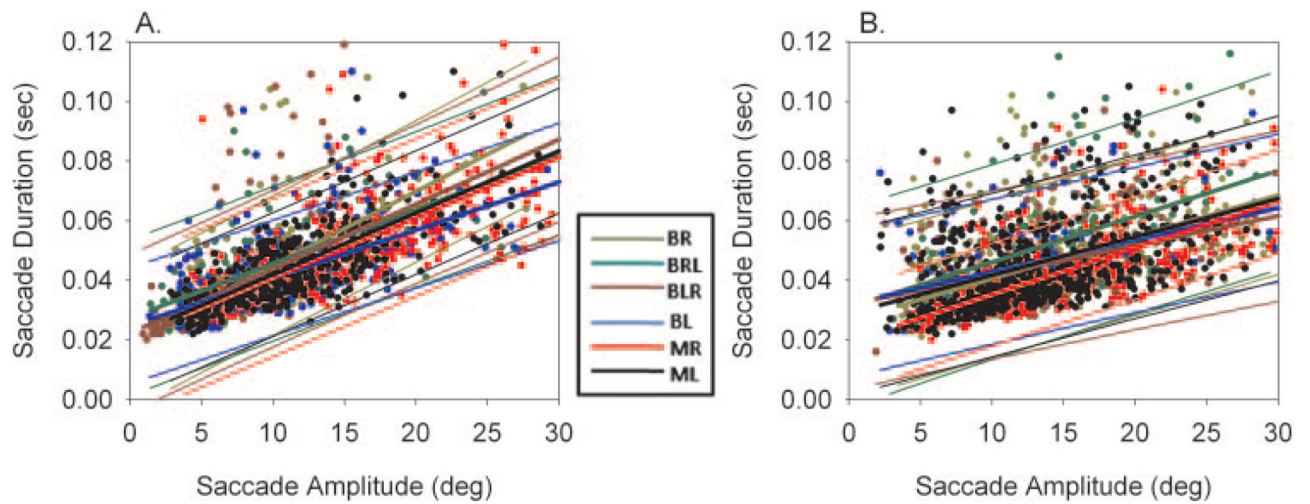 A.
Saccade Duration (sec)
0.12
0.10
0.08
0.06
0.04
0.02
0.00
0 5 10 15 20 25 30
Saccade Amplitude (deg)
BR
BRL
BLR
BL
MR
ML
B.
Saccade Duration (sec)
0.12
0.10
0.08
0.06
0.04
0.02
0.00
0 5 10 15 20 25 30
Saccade Amplitude (deg)